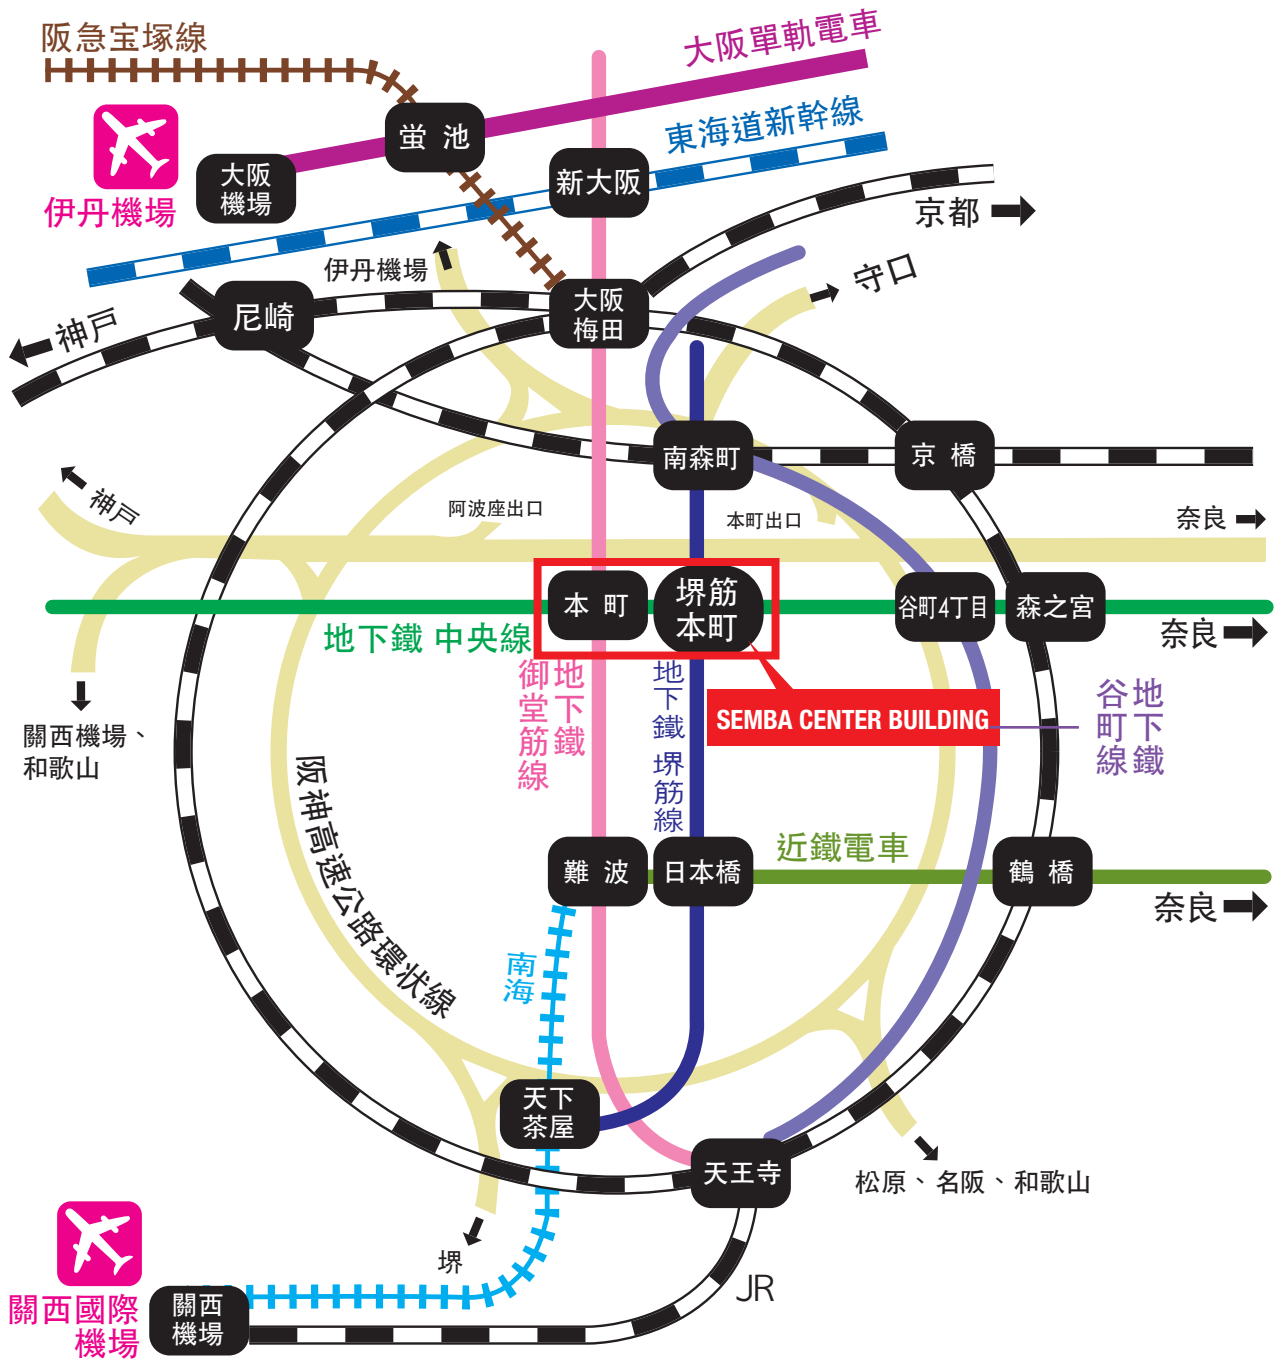 阪急宝塚線
大阪單軌電車
東海道新幹線
伊丹機場
大阪
機場
蛍 池
新大阪
京都
伊丹機場
守口
神戸
尼崎
大阪
梅田
南森町
京 橋
神戸
阿波座出口
本町出口
奈良
本 町
堺筋
本町
谷町4丁目
森之宮
地下鐵 中央線
奈良
地下鐵
御堂筋線
地下鐵 堺筋線
SEMBA CENTER BUILDING
地下鐵
谷町線
關西機場、
和歌山
阪神高速公路環状線
近鐵電車
難 波
日本橋
鶴 橋
奈良
南海
天下
茶屋
天王寺
松原、名阪、和歌山
堺
JR
關西國際
機場
關西
機場